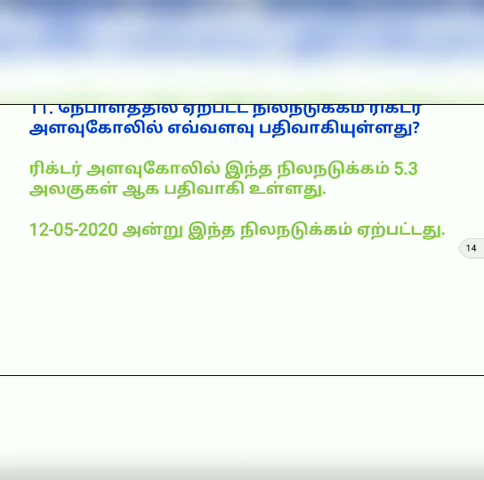 11. நேபாளத்தில் ஏற்பட்ட நிலநடுக்கம் ரிக்டர்
அளவுகோலில் எவ்வளவு பதிவாகியுள்ளது?
ரிக்டர் அளவுகோலில் இந்த நிலநடுக்கம் 5.3
அலகுகள் ஆக பதிவாகி உள்ளது.
12-05-2020 அன்று இந்த நிலநடுக்கம் ஏற்பட்டது.
14